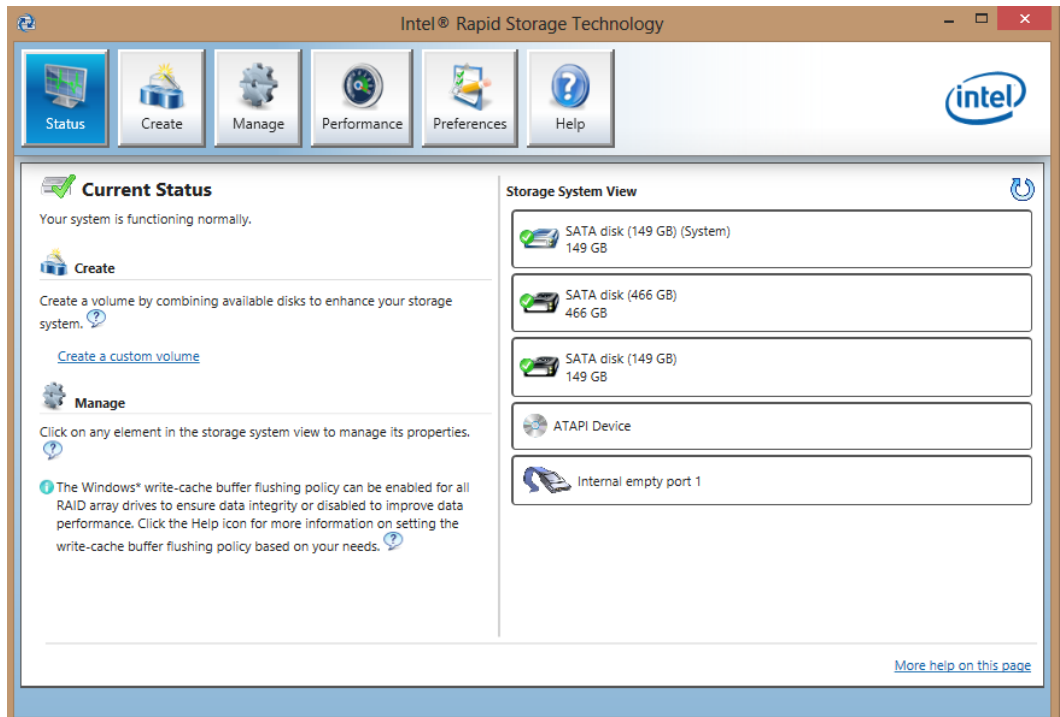 Intel® Rapid Storage Technology
Status
Create
Manage
Performance
Preferences
Help
intel
Current Status
Your system is functioning normally.
Create
Create a volume by combining available disks to enhance your storage
system.
Create a custom volume
Manage
Click on any element in the storage system view to manage its properties.
The Windows* write-cache buffer flushing policy can be enabled for all
RAID array drives to ensure data integrity or disabled to improve data
performance. Click the Help icon for more information on setting the
write-cache buffer flushing policy based on your needs.
Storage System View
SATA disk (149 GB) (System)
149 GB
SATA disk (466 GB)
466 GB
SATA disk (149 GB)
149 GB
ATAPI Device
Internal empty port 1
More help on this page